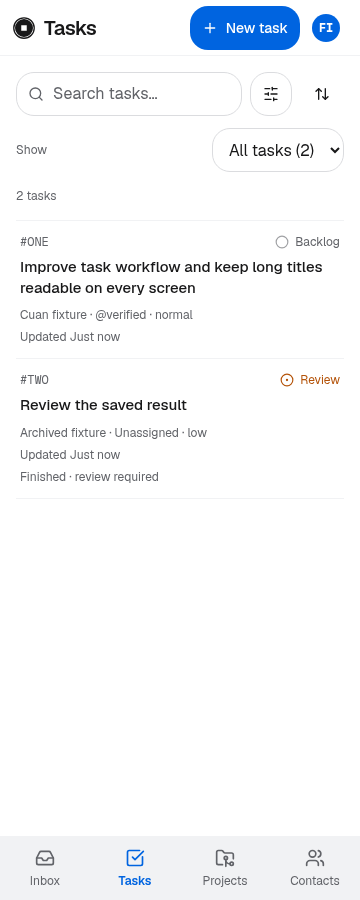 Tasks
New task
FI
Search tasks...
Show
All tasks (2)
2 tasks
#ONE
Backlog
Improve task workflow and keep long titles
readable on every screen
Cuan fixture · @verified · normal
Updated Just now
#TWO
Review
Review the saved result
Archived fixture · Unassigned · low
Updated Just now
Finished · review required
Inbox
Tasks
Projects
Contacts